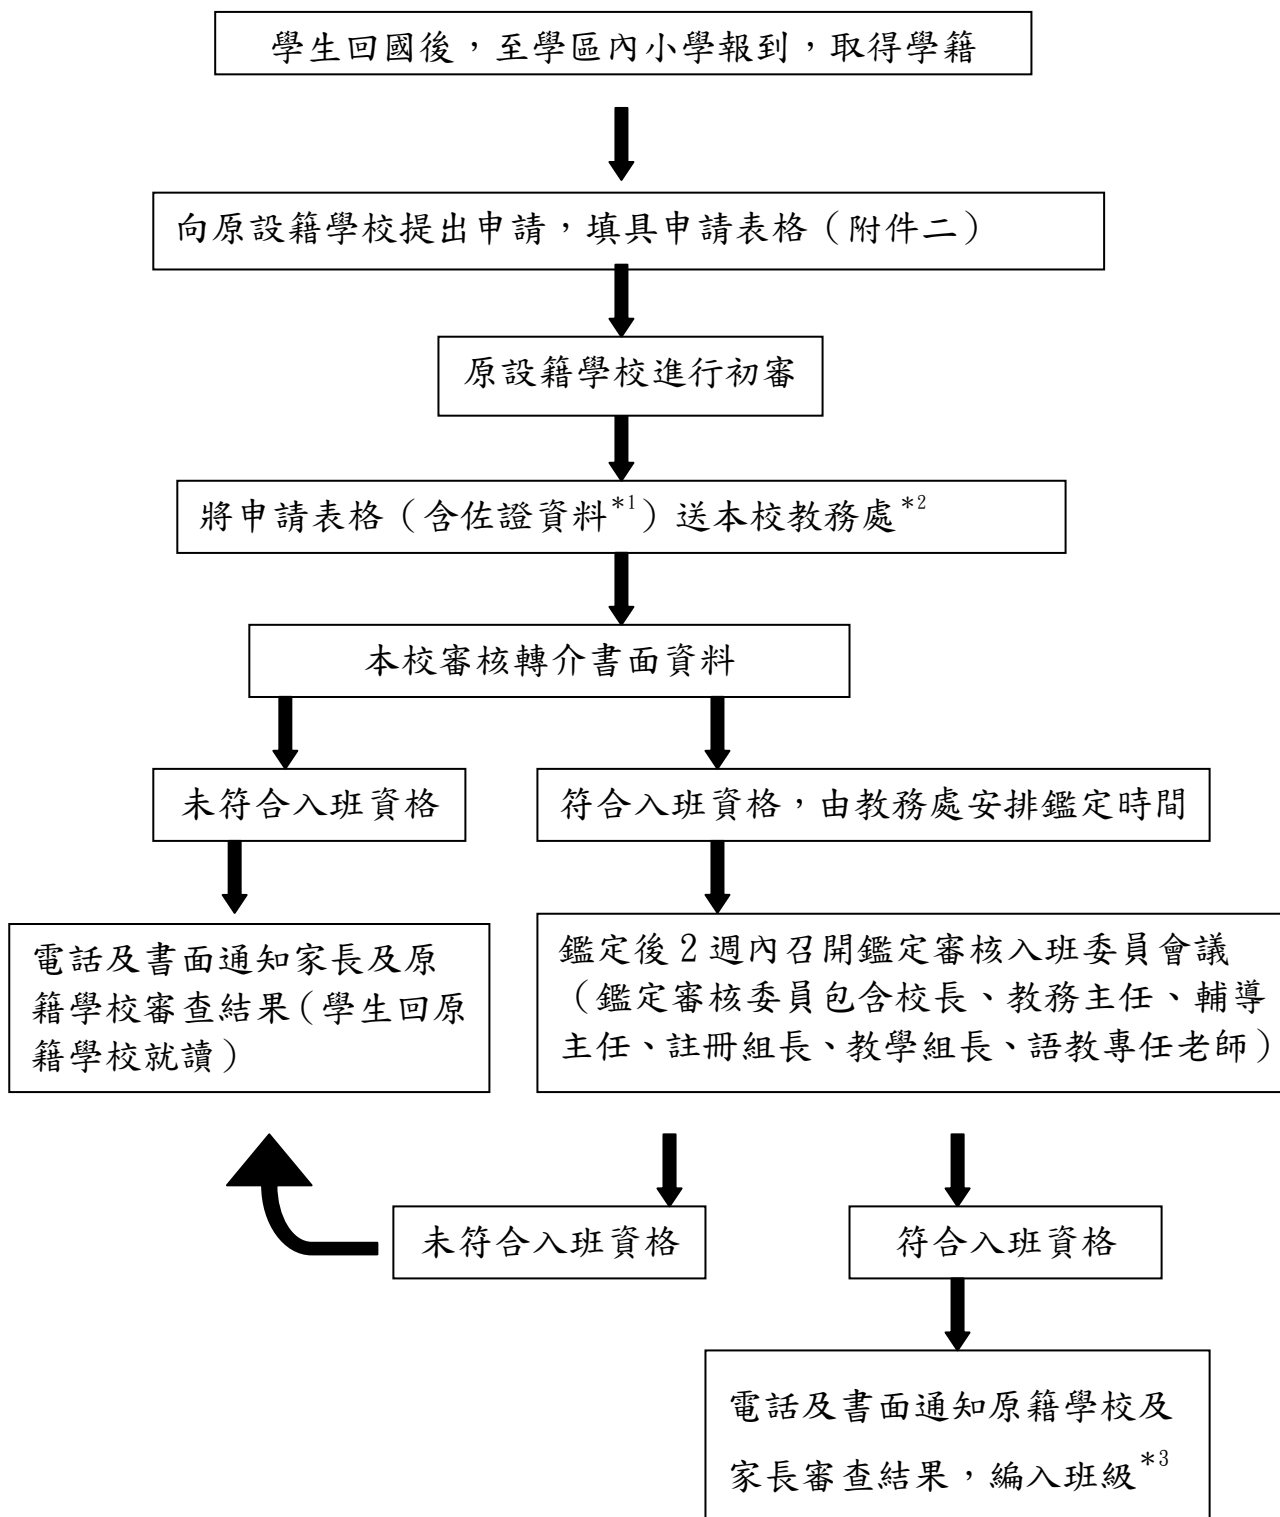 學生回國後，至學區內小學報到，取得學籍
向原設籍學校提出申請，填具申請表格（附件二）
原設籍學校進行初審
將申請表格（含佐證資料*1）送本校教務處*2
本校審核轉介書面資料
未符合入班資格
符合入班資格，由教務處安排鑑定時間
電話及書面通知家長及原
籍學校審查結果（學生回原
籍學校就讀）
鑑定後 2 週內召開鑑定審核入班委員會議
（鑑定審核委員包含校長、教務主任、輔導
主任、註冊組長、教學組長、語教專任老師）
未符合入班資格
符合入班資格
電話及書面通知原籍學校及
家長審查結果，編入班級*3